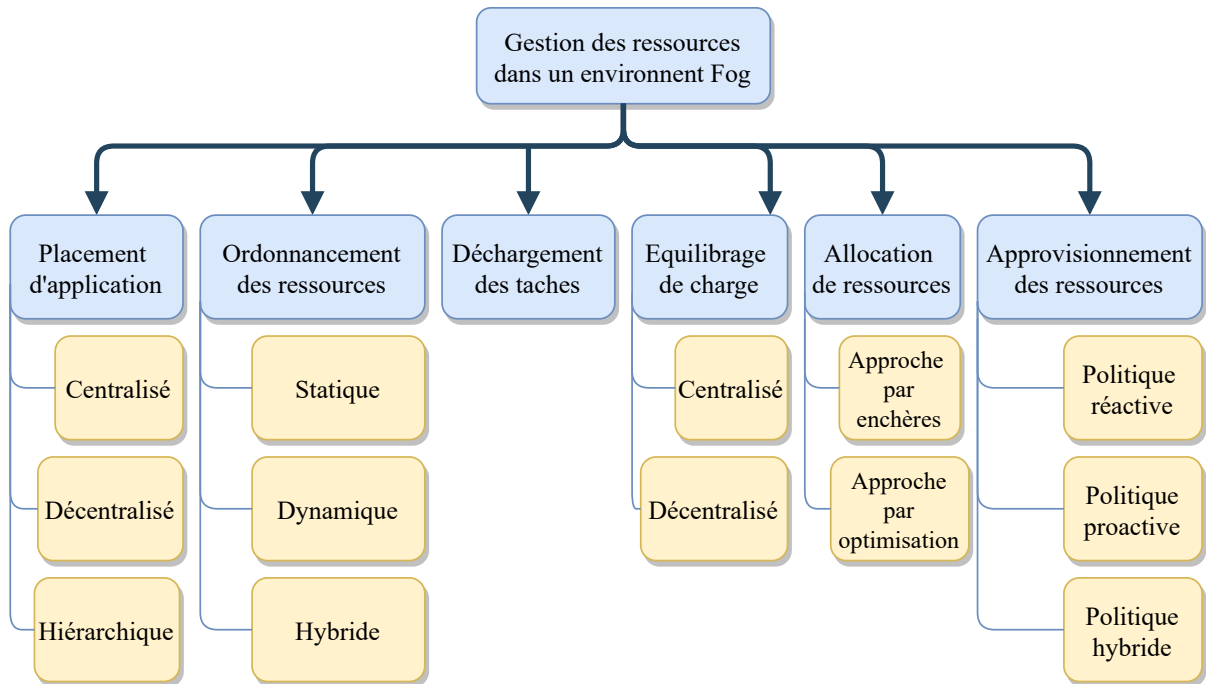 Gestion des ressources
dans un environnent Fog
Placement
d'application
Ordonnancement
des ressources
Déchargement
des taches
Equilibrage
de charge
Allocation
de ressources
Approvisionnement
des ressources
Centralisé
Décentralisé
Hiérarchique
Statique
Dynamique
Hybride
Centralisé
Décentralisé
Approche
par
enchères
Approche
par
optimisation
Politique
réactive
Politique
proactive
Politique
hybride